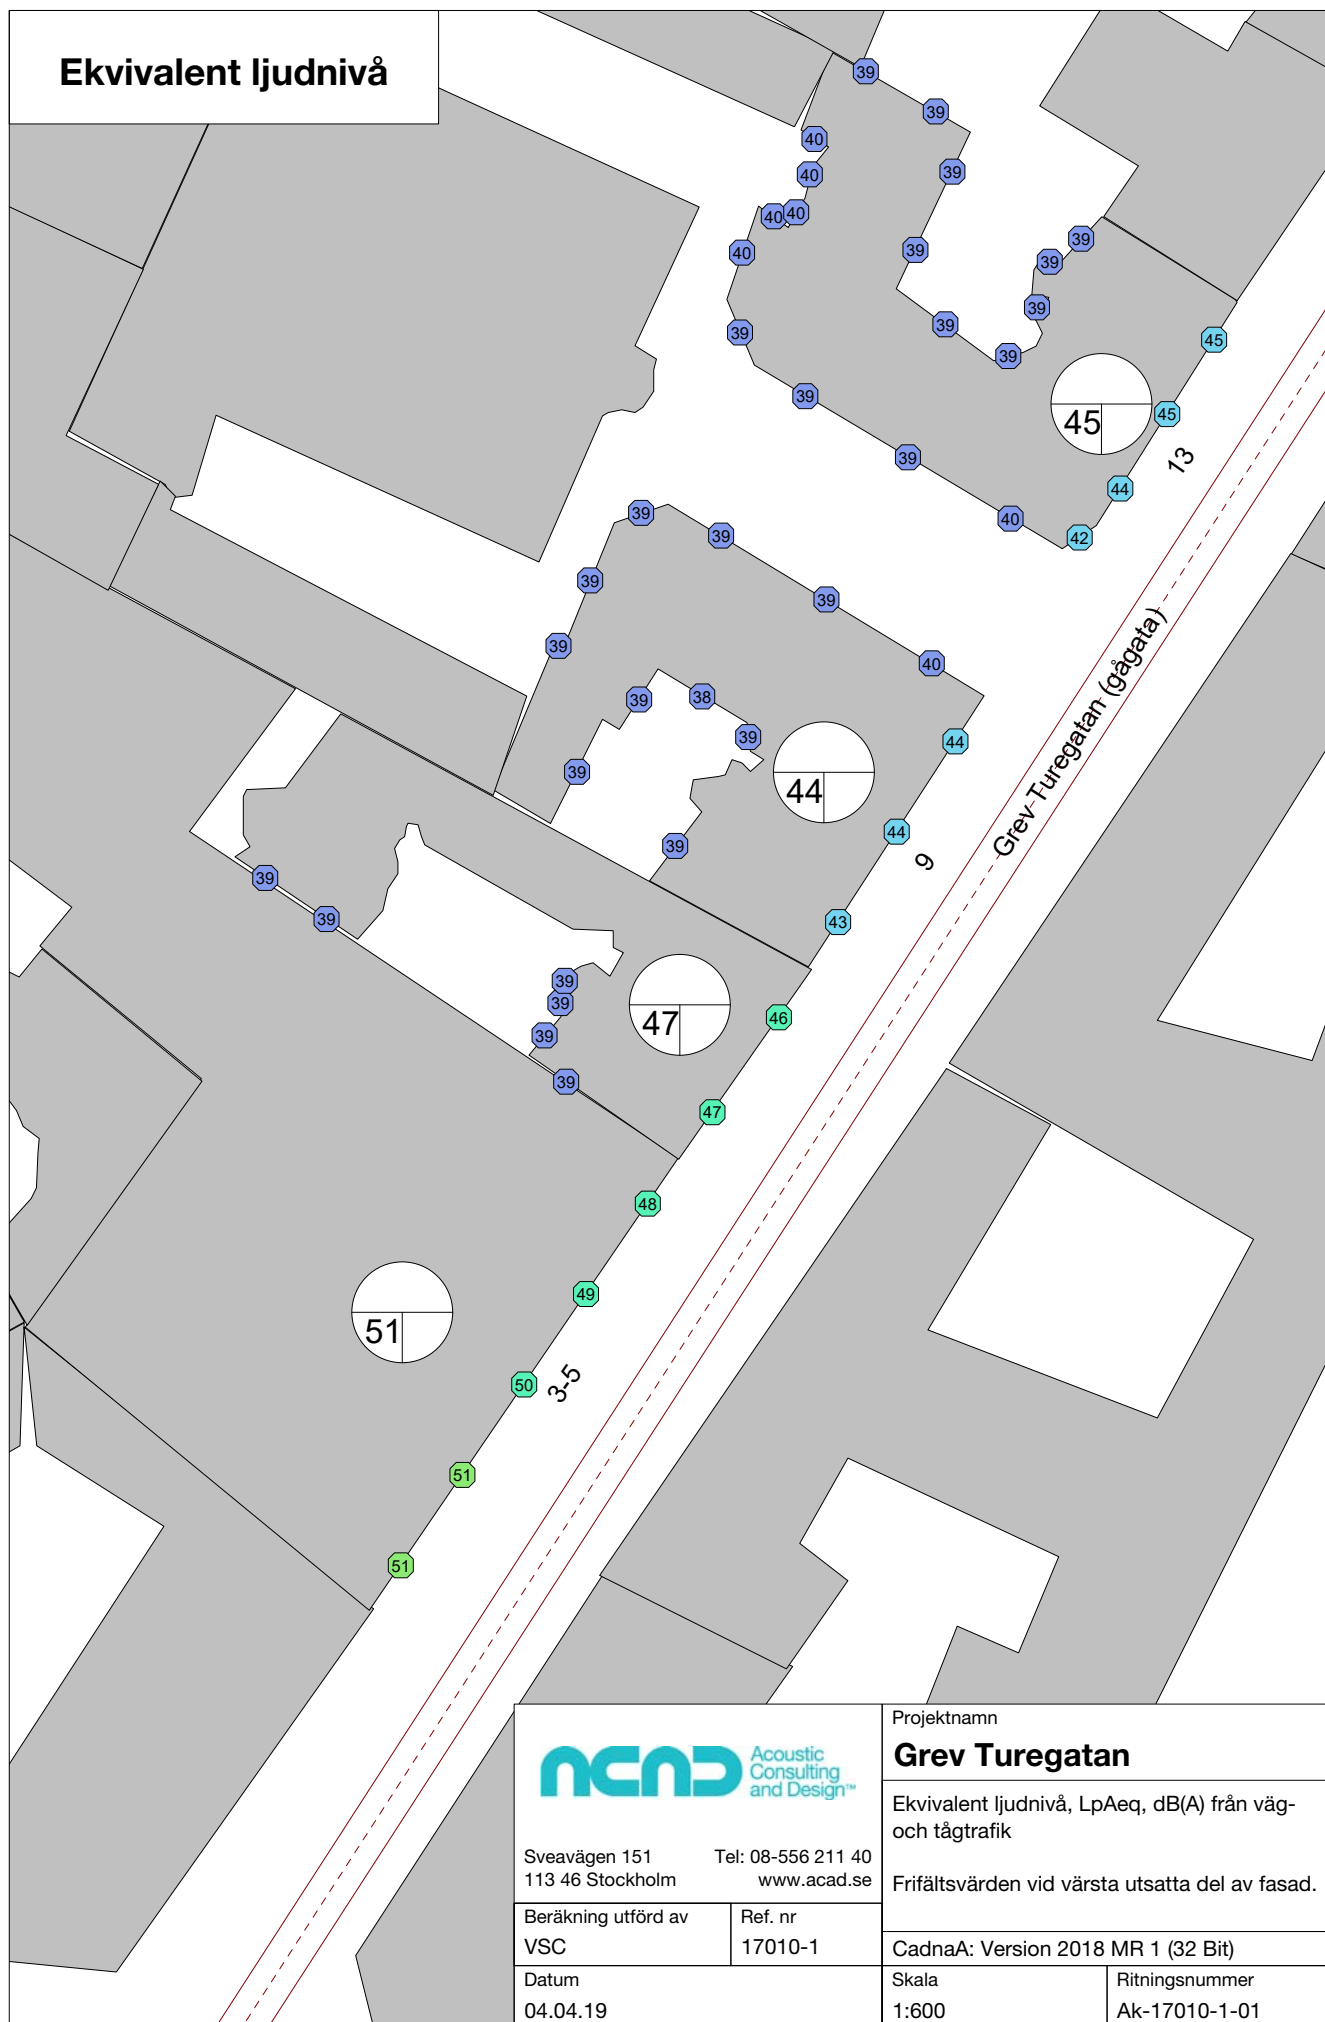 Ekvivalent ljudnivå
39
39
40
40
39
40
40
39
40
39
39
39
39
39
45
39
39
45
39
45
13
39
44
39
40
42
39
39
39
39
40
39
Grev Turegatan (gågata)
39
38
39
44
39
44
44
9
39
39
43
39
39
39
47
46
39
39
47
48
49
51
50
3-5
51
51
ACAD
Acoustic
Consulting
and Design™
Sveavägen 151
113 46 Stockholm
Tel: 08-556 211 40
www.acad.se
Beräkning utförd av
VSC
Ref. nr
17010-1
Datum
04.04.19
Projektnamn
Grev Turegatan
Ekvivalent ljudnivå, LpAeq, dB(A) från väg-
och tågtrafik
Frifältsvärden vid värsta utsatta del av fasad.
CadnaA: Version 2018 MR 1 (32 Bit)
Skala
1:600
Ritningsnummer
Ak-17010-1-01